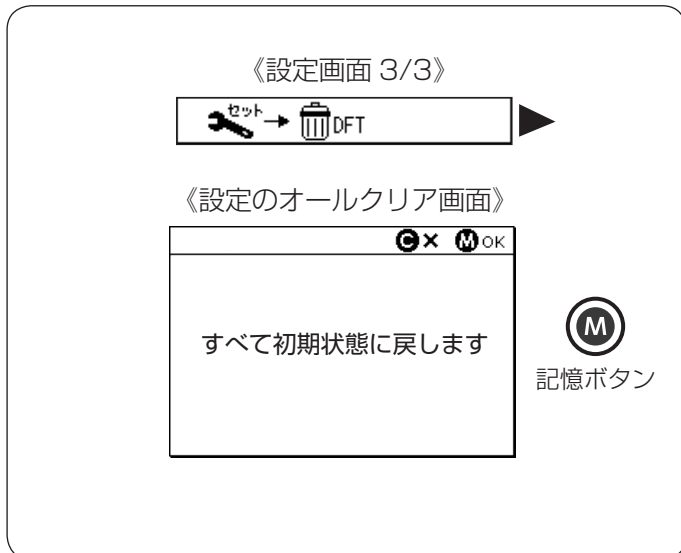 《設定画面 3/3》
セット DFT
《設定のオールクリア画面》
C× M OK
すべて初期状態に戻します
M
記憶ボタン